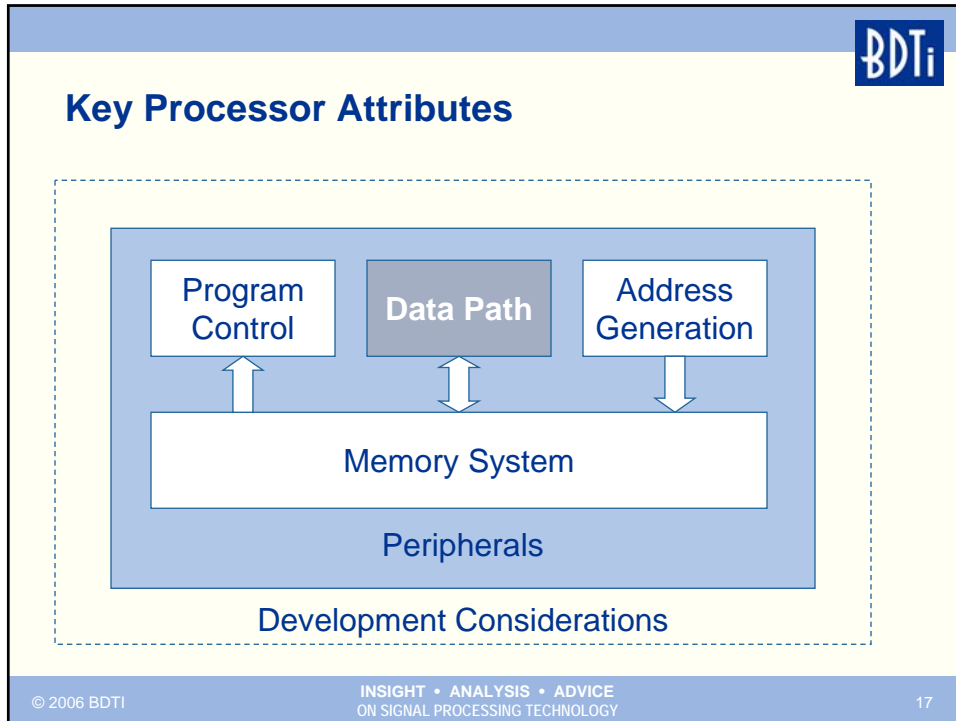 BDTi
Key Processor Attributes
Program
Control
Data Path
Address
Generation
Memory System
Peripherals
Development Considerations
© 2006 BDTI
INSIGHT • ANALYSIS • ADVICE
ON SIGNAL PROCESSING TECHNOLOGY
17